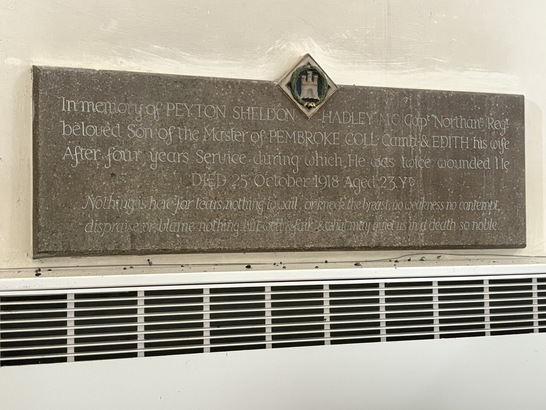 In memory of PEYTON SHELDON HADLEY MC Capt Northan: Regt
beloved Son of the Master of PEMBROKE COLL Camb & EDITH his wife
After four years Service during which He was twice wounded He
DIED 25 October 1918 Aged 23 Yrs
Nothing is here for tears, nothing to wail, or knock the breast, no weakness no contempt,
dispraise or blame nothing but well & fair & what may quiet us in a death so noble